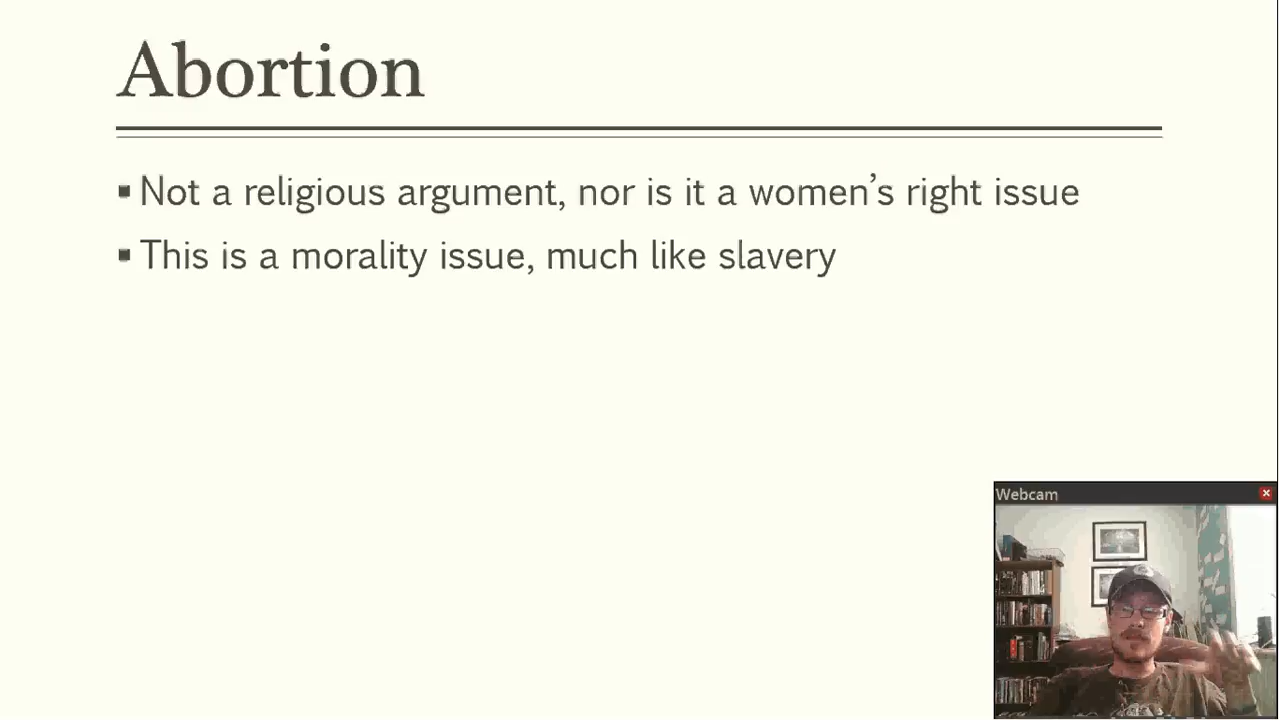 Abortion
Not a religious argument, nor is it a women’s right issue
This is a morality issue, much like slavery
Webcam